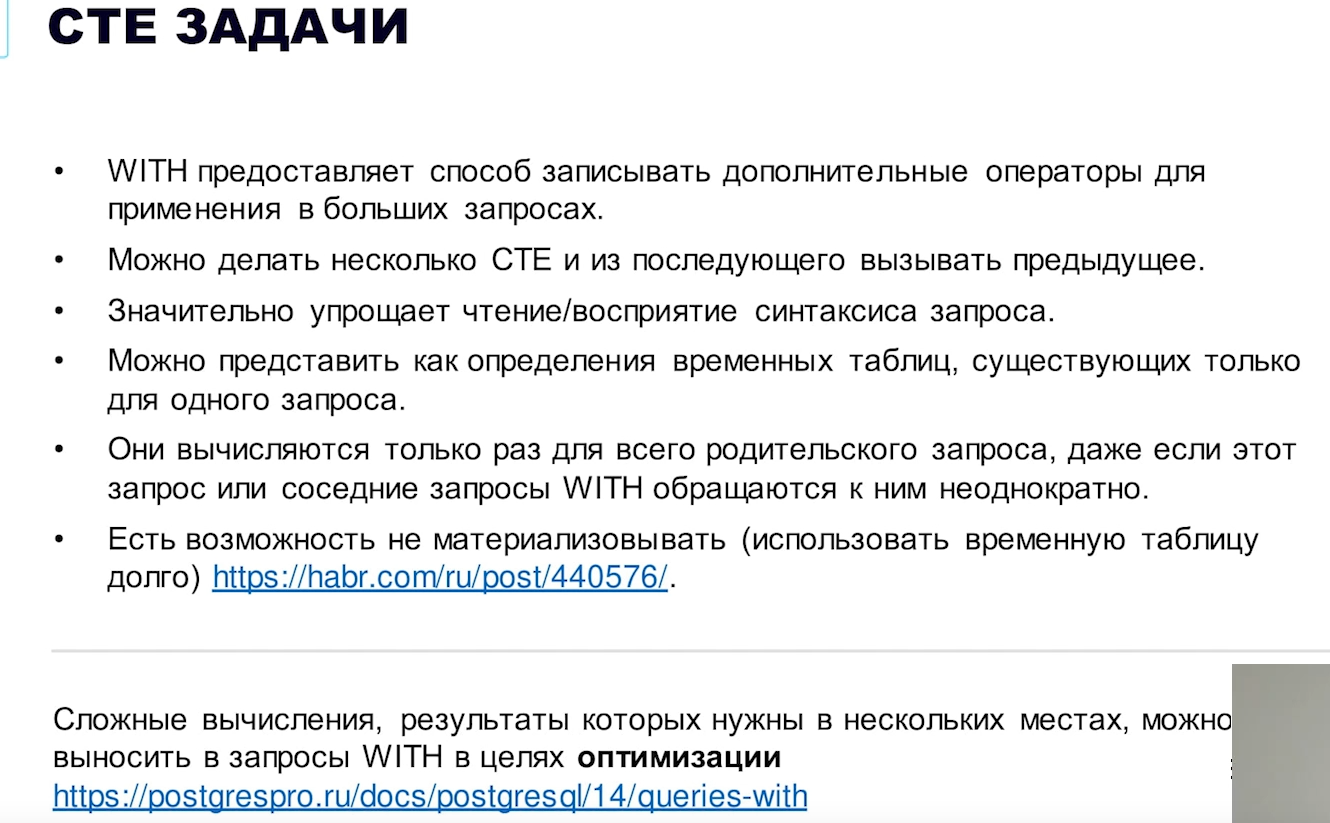 СТЕ ЗАДАЧИ
• WITH предоставляет способ записывать дополнительные операторы для
применения в больших запросах.
• Можно делать несколько СТЕ и из последующего вызывать предыдущее.
• Значительно упрощает чтение/восприятие синтаксиса запроса.
• Можно представить как определения временных таблиц, существующих только
для одного запроса.
• Они вычисляются только раз для всего родительского запроса, даже если этот
запрос или соседние запросы WITH обращаются к ним неоднократно.
• Есть возможность не материализовывать (использовать временную таблицу
долго) https://habr.com/ru/post/440576/.
Сложные вычисления, результаты которых нужны в нескольких местах, можно
выносить в запросы WITH в целях оптимизации
https://postgrespro.ru/docs/postgresql/14/queries-with